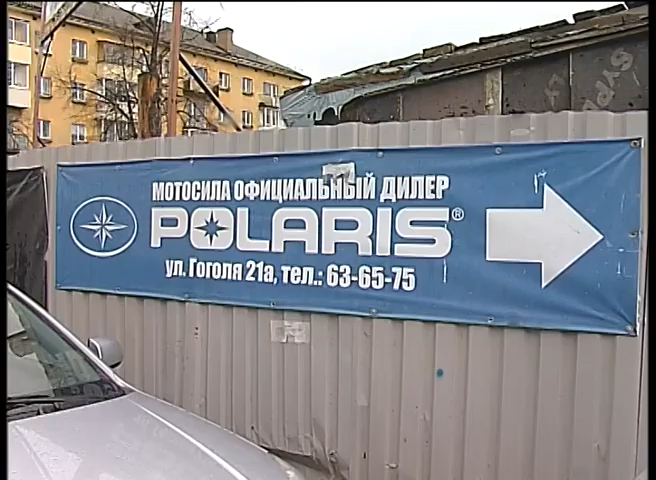 МОТОСИЛА ОФИЦИАЛЬНЫЙ ДИЛЕР
POLARIS®
ул. Гоголя 21а, тел.: 63-65-75